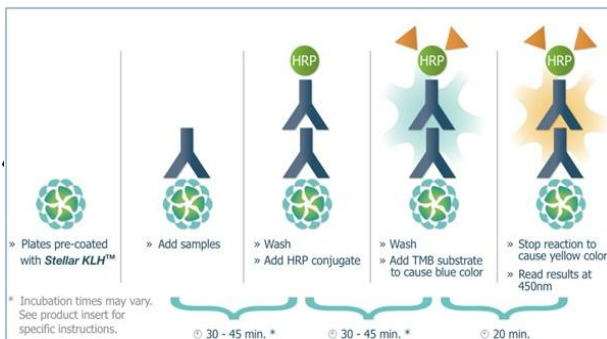 HRP
HRP
HRP
» Plates pre-coated
with Stellar KLH™
» Add samples
» Wash
» Add HRP conjugate
» Wash
» Add TMB substrate
to cause blue color
» Stop reaction to
cause yellow color
» Read results at
450nm
* Incubation times may vary.
See product insert for
specific instructions.
30 - 45 min. *
30 - 45 min. *
20 min.